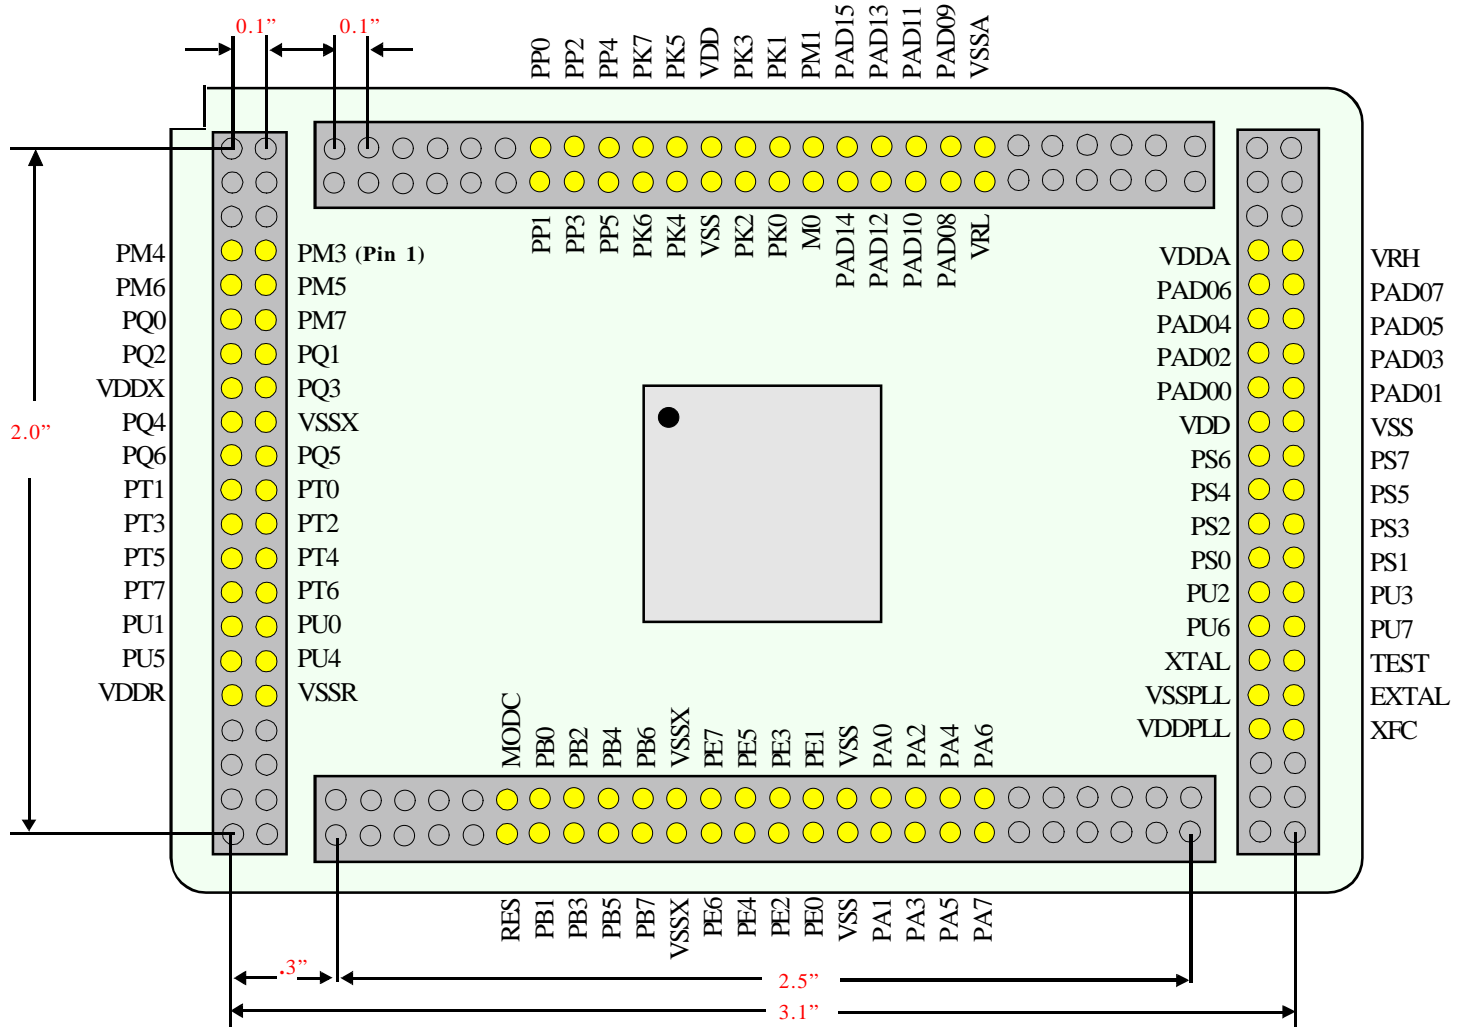 0.1” 0.1”
PP0 PP2 PP4 PK7 PK5 VDD PK3 PK1 PM1 PAD15 PAD13 PAD11 PAD09 VSSA
PP1 PP3 PP5 PK6 PK4 VSS PK2 PK0 M0 PAD14 PAD12 PAD10 PAD08 VRL
PM4 PM3 (Pin 1) VDDA VRH
PM6 PM5 PAD06 PAD07
PQ0 PM7 PAD04 PAD05
PQ2 PQ1 PAD02 PAD03
VDDX PQ3 PAD00 PAD01
2.0” PQ4 VSSX VDD VSS
PQ6 PQ5 PS6 PS7
PT1 PT0 PS4 PS5
PT3 PT2 PS2 PS3
PT5 PT4 PS0 PS1
PT7 PT6 PU2 PU3
PU1 PU0 PU6 PU7
PU5 PU4 XTAL TEST
VDDR VSSR VSSPLL EXTAL
VDDPLL XFC
MODC PB0 PB2 PB4 PB6 VSSX PE7 PE5 PE3 PE1 VSS PA0 PA2 PA4 PA6
RES PB1 PB3 PB5 PB7 VSSX PE6 PE4 PE2 PE0 VSS PA1 PA3 PA5 PA7
.3” 2.5”
3.1”